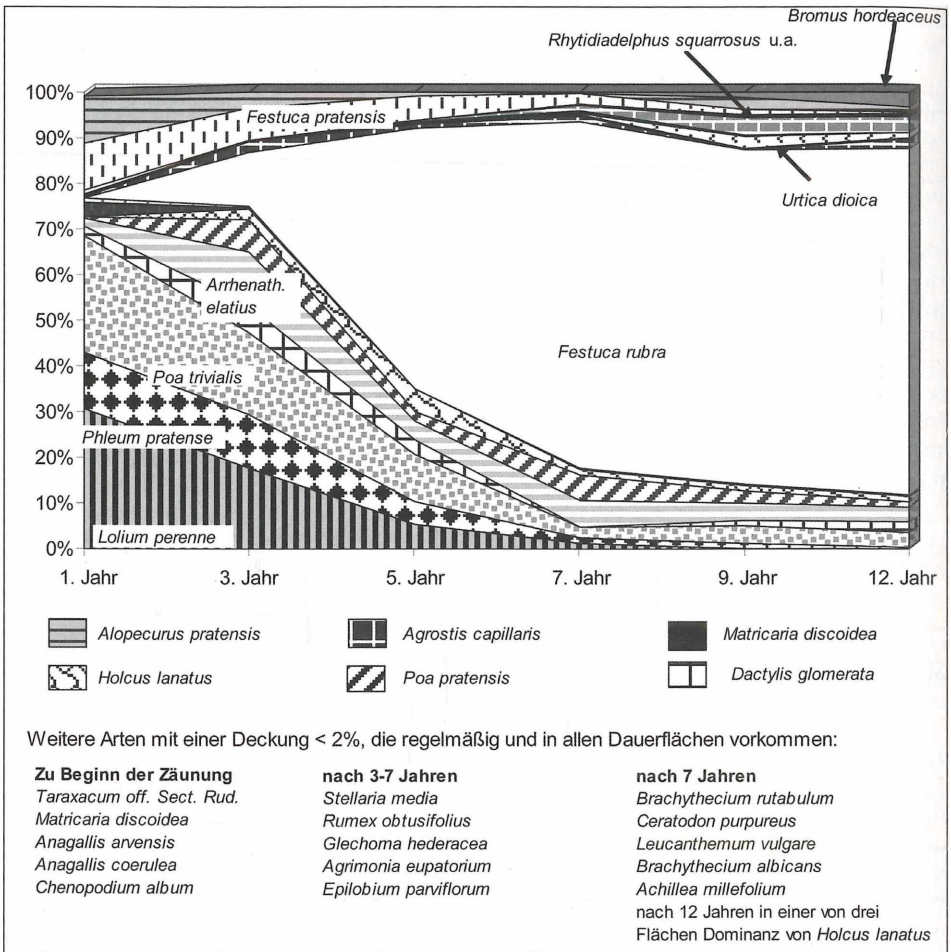 Bromus hordeaceus
Rhytidiadelphus squarrosus u.a.
100%
90%
80%
70%
60%
50%
40%
30%
20%
10%
0%
Festuca pratensis
Urtica dioica
Arrhenath.
elatius
Festuca rubra
Poa trivialis
Phleum pratense
Lolium perenne
1. Jahr 3. Jahr 5. Jahr 7. Jahr 9. Jahr 12. Jahr
Alopecurus pratensis Agrostis capillaris Matricaria discoidea
Holcus lanatus Poa pratensis Dactylis glomerata
Weitere Arten mit einer Deckung < 2%, die regelmäßig und in allen Dauerflächen vorkommen:
Zu Beginn der Zäunung
Taraxacum off. Sect. Rud.
Matricaria discoidea
Anagallis arvensis
Anagallis coerulea
Chenopodium album
nach 3-7 Jahren
Stellaria media
Rumex obtusifolius
Glechoma hederacea
Agrimonia eupatorium
Epilobium parviflorum
nach 7 Jahren
Brachythecium rutabulum
Ceratodon purpureus
Leucanthemum vulgare
Brachythecium albicans
Achillea millefolium
nach 12 Jahren in einer von drei
Flächen Dominanz von Holcus lanatus